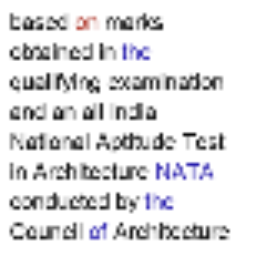 based on marks
obtained in the
qualifying examination
and an all India
National Aptitude Test
in Architecture NATA
conducted by the
Council of Architecture